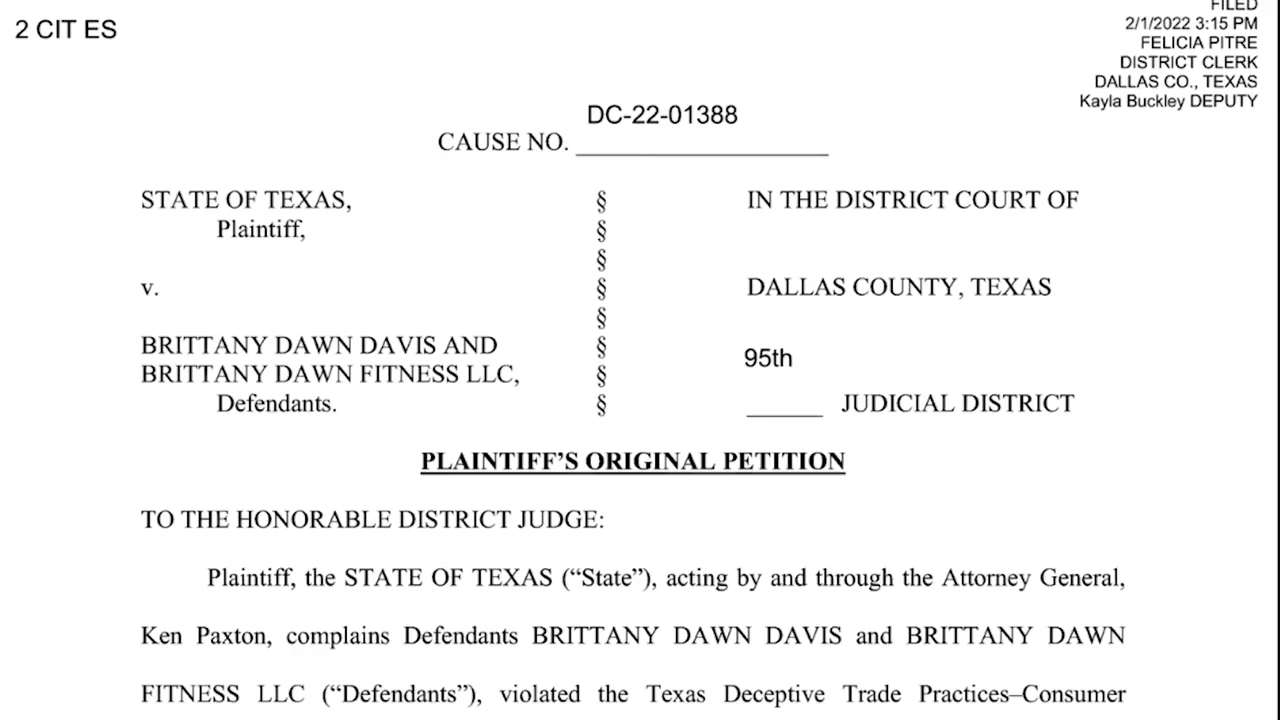 2 CIT ES
FILED
2/1/2022 3:15 PM
FELICIA PITRE
DISTRICT CLERK
DALLAS CO., TEXAS
Kayla Buckley DEPUTY
DC-22-01388
CAUSE NO. ____________________
STATE OF TEXAS, § IN THE DISTRICT COURT OF
Plaintiff, §
§
v. § DALLAS COUNTY, TEXAS
§
BRITTANY DAWN DAVIS AND §
95th
BRITTANY DAWN FITNESS LLC, §
Defendants. § ______ JUDICIAL DISTRICT
PLAINTIFF’S ORIGINAL PETITION
TO THE HONORABLE DISTRICT JUDGE:
Plaintiff, the STATE OF TEXAS (“State”), acting by and through the Attorney General,
Ken Paxton, complains Defendants BRITTANY DAWN DAVIS and BRITTANY DAWN
FITNESS LLC (“Defendants”), violated the Texas Deceptive Trade Practices–Consumer